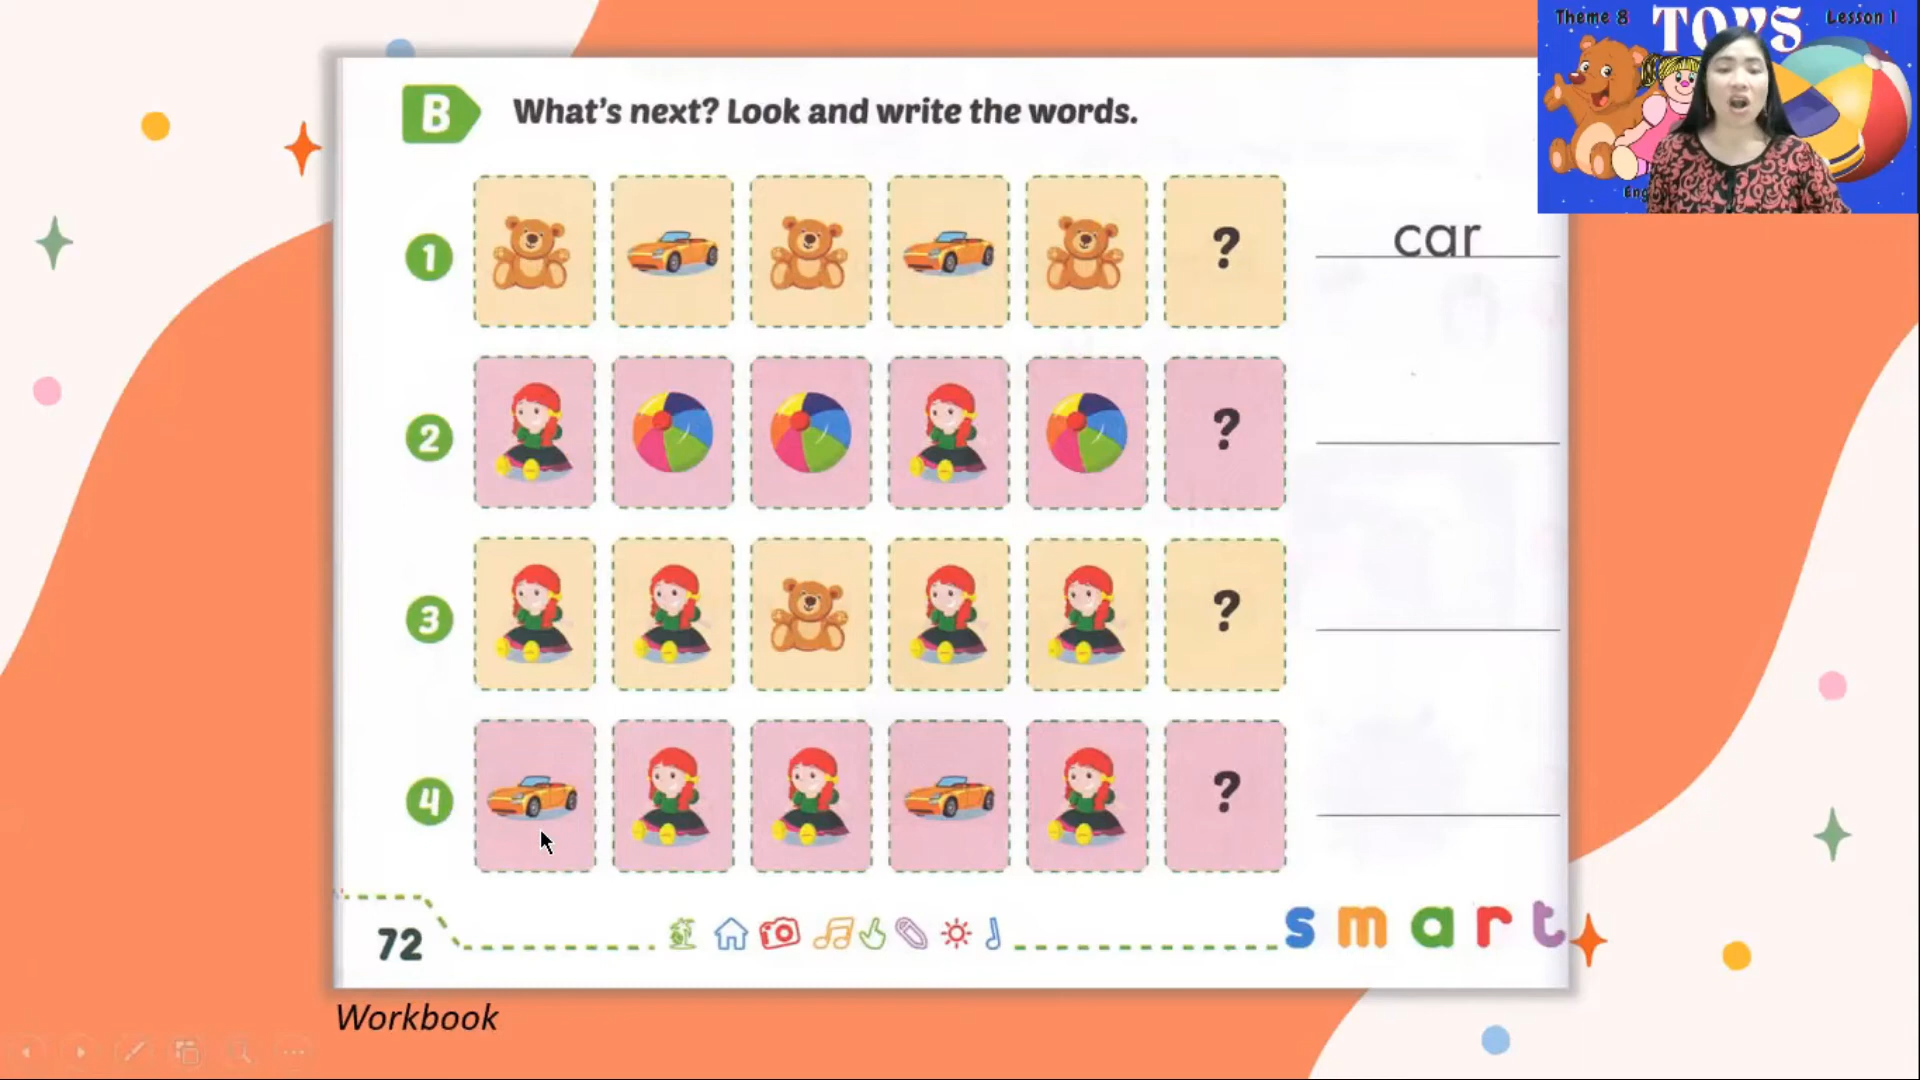 Theme 8 TOYS Lesson 1
B What's next? Look and write the words.
1 ? car
2 ?
3 ?
4 ?
72
smart
Workbook